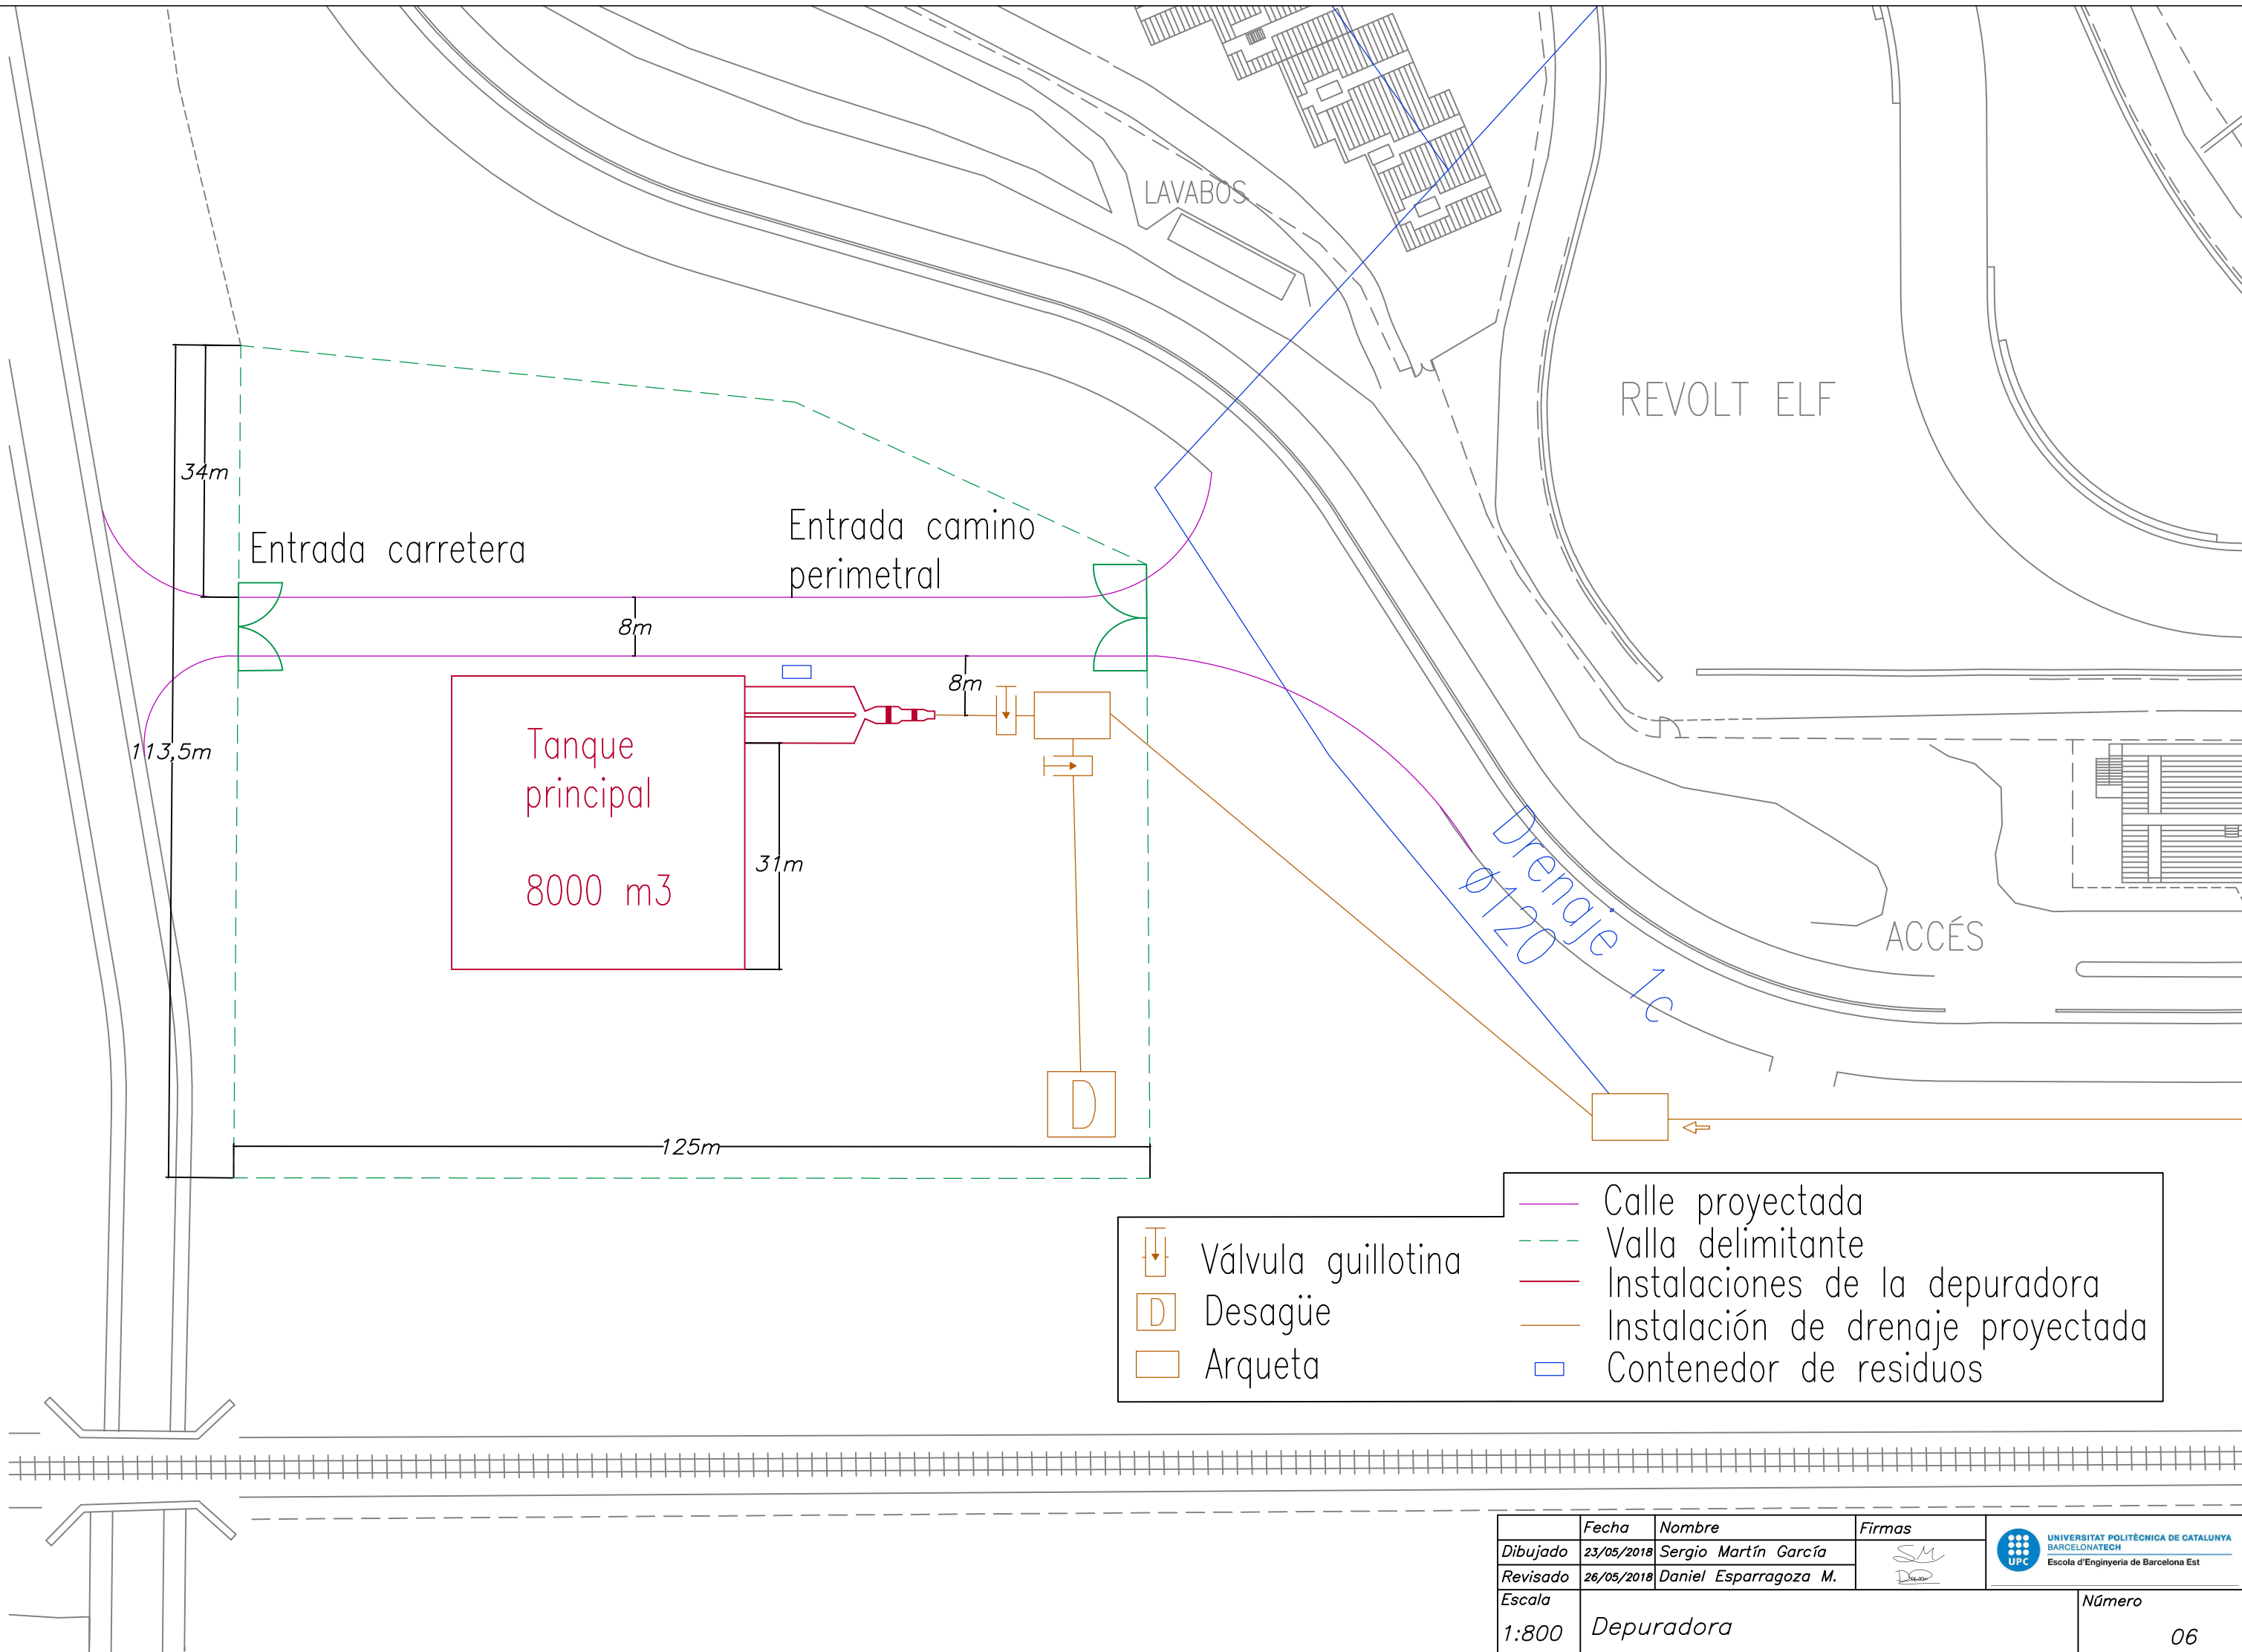 LAVABOS
REVOLT ELF
34m
Entrada carretera
Entrada camino
perimetral
8m
8m
113,5m
Tanque
principal
8000 m3
31m
Drenaje 1c
ϕ120
ACCÉS
D
125m
Válvula guillotina
D Desagüe
Arqueta
Calle proyectada
Valla delimitante
Instalaciones de la depuradora
Instalación de drenaje proyectada
Contenedor de residuos
Fecha Nombre Firmas
Dibujado 23/05/2018 Sergio Martín García SM
Revisado 26/05/2018 Daniel Esparragoza M.
UPC
UNIVERSITAT POLITÈCNICA DE CATALUNYA
BARCELONATECH
Escola d'Enginyeria de Barcelona Est
Escala
1:800
Depuradora
Número
06